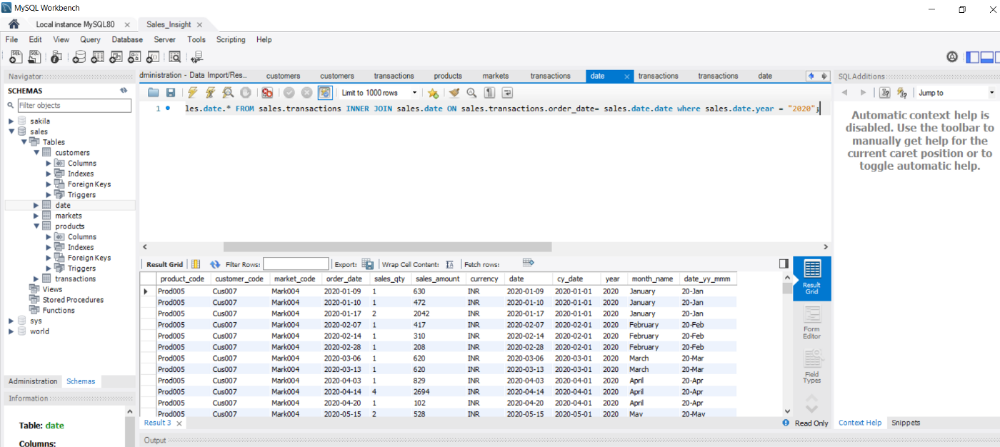 MySQL Workbench
Local instance MySQL80
Sales_Insight
File Edit View Query Database Server Tools Scripting Help
Navigator
SCHEMAS
Filter objects
sakila
sales
Tables
customers
Columns
Indexes
Foreign Keys
Triggers
date
markets
products
Columns
Indexes
Foreign Keys
Triggers
transactions
Views
Stored Procedures
Functions
sys
world
Administration Schemas
Information
Table: date
Columns:
dministration - Data Import/Res... customers customers transactions products markets transactions date transactions transactions date
Limit to 1000 rows
1 les.date.* FROM sales.transactions INNER JOIN sales.date ON sales.transactions.order_date= sales.date.date where sales.date.year = "2020";
Result Grid Filter Rows: Export: Wrap Cell Content: Fetch rows:
product_code customer_code market_code order_date sales_qty sales_amount currency date cy_date year month_name date_yy_mmm
Prod005 Cus007 Mark004 2020-01-09 1 630 INR 2020-01-09 2020-01-01 2020 January 20-Jan
Prod005 Cus007 Mark004 2020-01-10 1 472 INR 2020-01-10 2020-01-01 2020 January 20-Jan
Prod005 Cus007 Mark004 2020-01-17 2 2042 INR 2020-01-17 2020-01-01 2020 January 20-Jan
Prod005 Cus007 Mark004 2020-02-07 1 417 INR 2020-02-07 2020-02-01 2020 February 20-Feb
Prod005 Cus007 Mark004 2020-02-14 1 310 INR 2020-02-14 2020-02-01 2020 February 20-Feb
Prod005 Cus007 Mark004 2020-02-28 1 208 INR 2020-02-28 2020-02-01 2020 February 20-Feb
Prod005 Cus007 Mark004 2020-03-06 1 620 INR 2020-03-06 2020-03-01 2020 March 20-Mar
Prod005 Cus007 Mark004 2020-03-13 1 620 INR 2020-03-13 2020-03-01 2020 March 20-Mar
Prod005 Cus007 Mark004 2020-04-03 1 829 INR 2020-04-03 2020-04-01 2020 April 20-Apr
Prod005 Cus007 Mark004 2020-04-14 4 2694 INR 2020-04-14 2020-04-01 2020 April 20-Apr
Prod005 Cus007 Mark004 2020-04-20 1 102 INR 2020-04-20 2020-04-01 2020 April 20-Apr
Prod005 Cus007 Mark004 2020-05-15 2 528 INR 2020-05-15 2020-05-01 2020 May 20-May
Result
Grid
Form
Editor
Field
Types
Result 3
Read Only
Output
SQLAdditions
Jump to
Automatic context help is
disabled. Use the toolbar to
manually get help for the
current caret position or to
toggle automatic help.
Context Help Snippets